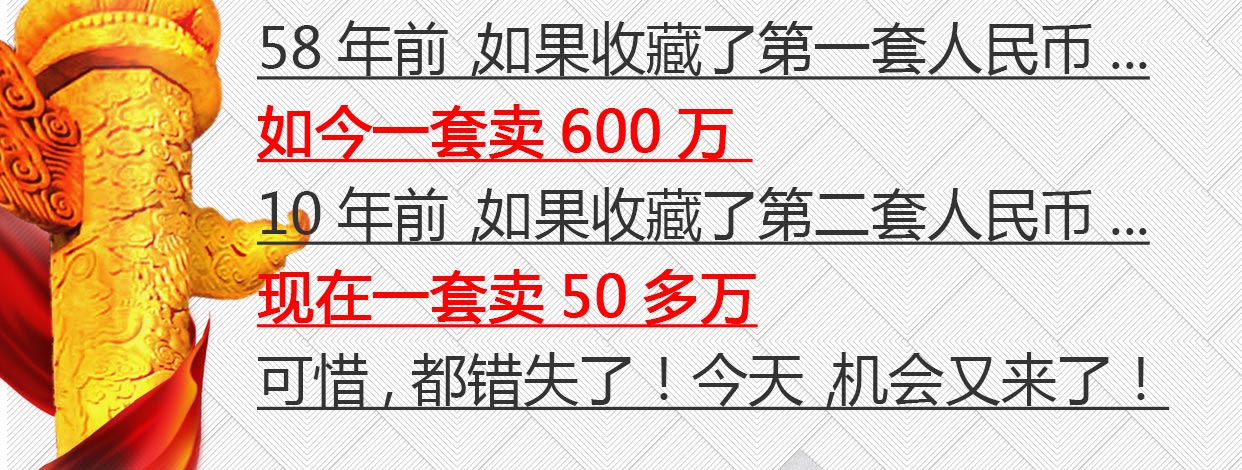 58 年前 ,如果收藏了第一套人民币 ...
如今一套卖 600 万
10 年前 ,如果收藏了第二套人民币 ...
现在一套卖 50 多万
可惜 , 都错失了 ! 今天 ,机会又来了 !